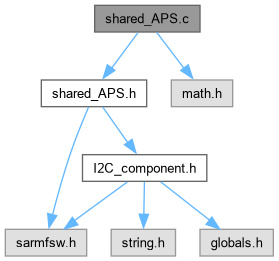 shared_APS.c
shared_APS.h
math.h
I2C_component.h
sarmfsw.h
string.h
globals.h